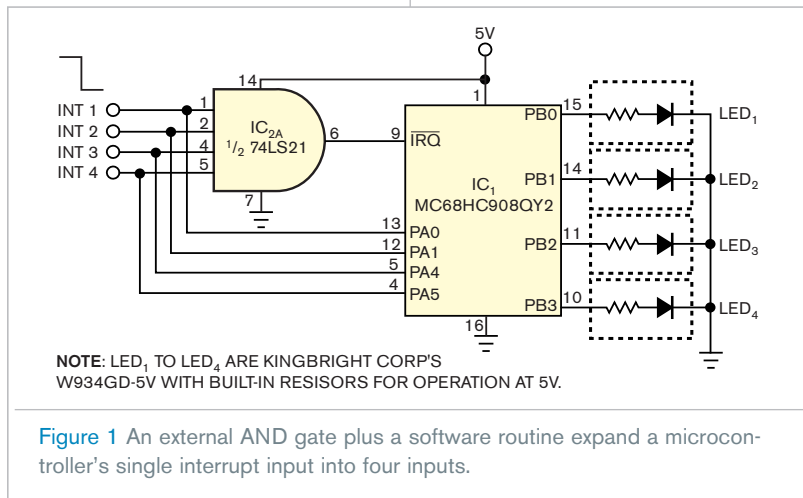 5V
14
1
INT 1
1
PB0
15
LED₁
INT 2
2
IC₂A
½ 74LS21
6
9
IRQ
INT 3
4
INT 4
5
IC₁
MC68HC908QY2
PB1
14
LED₂
7
13
PA0
12
PA1
PB2
11
LED₃
5
PA4
4
PA5
PB3
10
LED₄
16
NOTE: LED₁ TO LED₄ ARE KINGBRIGHT CORP'S
W934GD-5V WITH BUILT-IN RESISORS FOR OPERATION AT 5V.
Figure 1 An external AND gate plus a software routine expand a microcon-
troller's single interrupt input into four inputs.